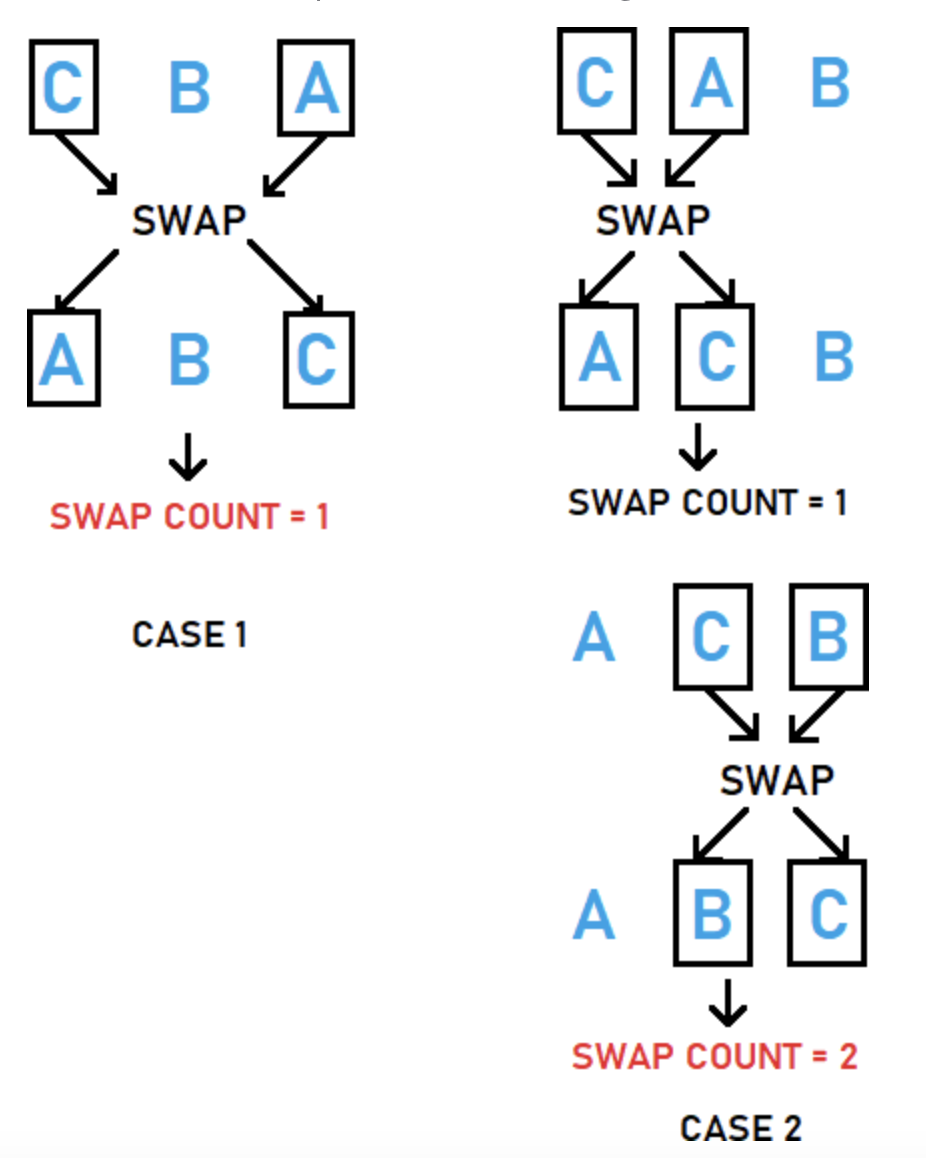 C B A
SWAP
A B C
SWAP COUNT = 1
CASE 1
C A B
SWAP
A C B
SWAP COUNT = 1
A C B
SWAP
A B C
SWAP COUNT = 2
CASE 2